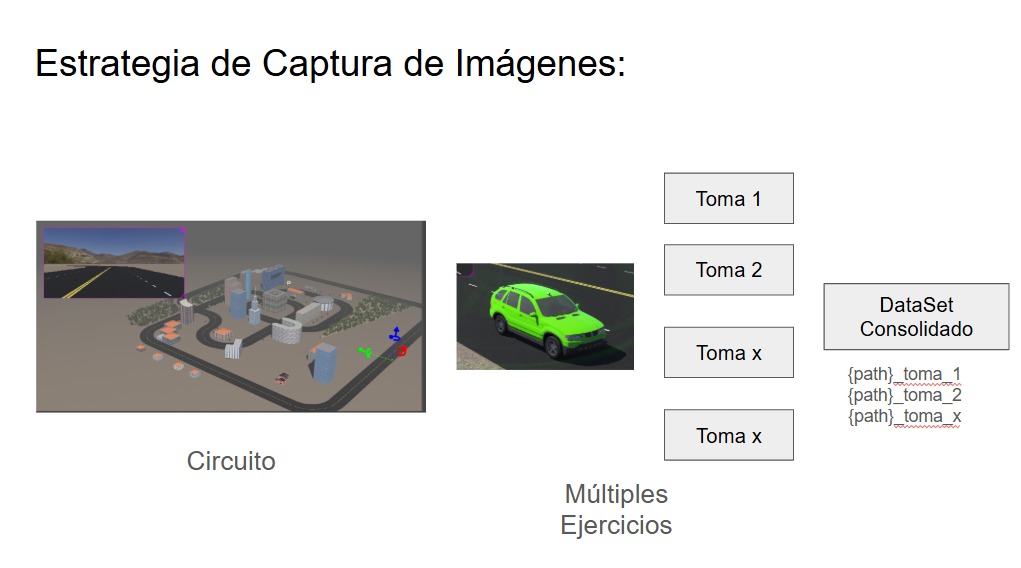 Estrategia de Captura de Imágenes:
Toma 1
Toma 2
Toma x
Toma x
DataSet
Consolidado
{path}_toma_1
{path}_toma_2
{path}_toma_x
Circuito
Múltiples
Ejercicios